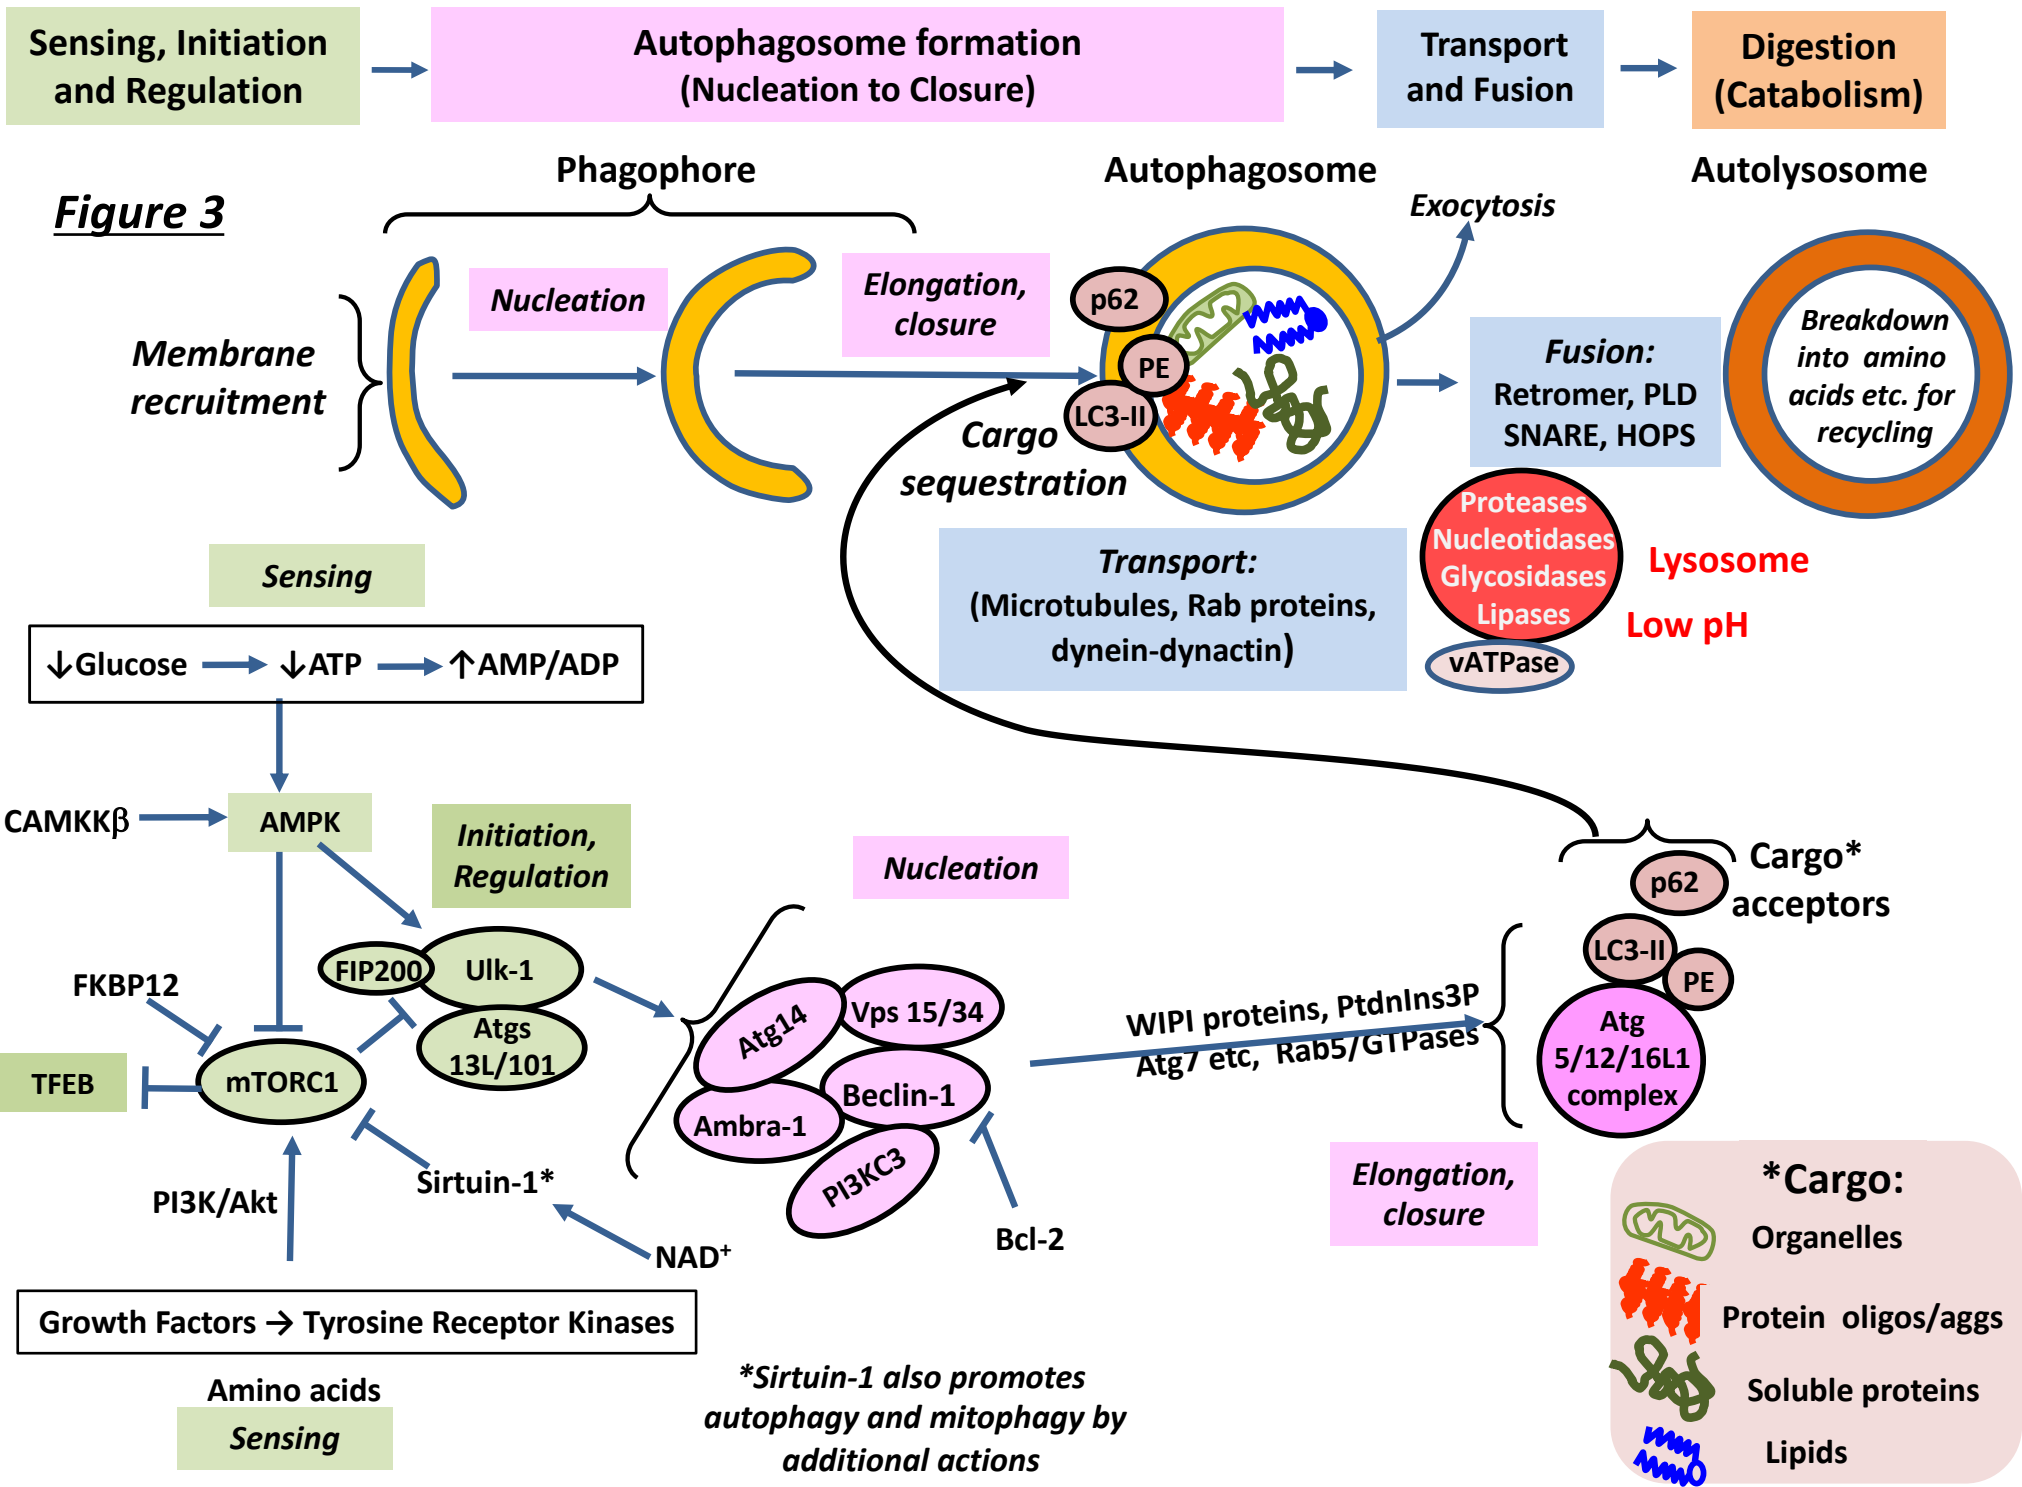 Sensing, Initiation
and Regulation
Autophagosome formation
(Nucleation to Closure)
Transport
and Fusion
Digestion
(Catabolism)
Figure 3
Phagophore
Autophagosome
Autolysosome
Exocytosis
Membrane
recruitment
Nucleation
Elongation,
closure
p62
PE
LC3-II
Cargo
sequestration
Fusion:
Retromer, PLD
SNARE, HOPS
Breakdown
into amino
acids etc. for
recycling
Proteases
Nucleotidases
Glycosidases
Lipases
vATPase
Lysosome
Low pH
Transport:
(Microtubules, Rab proteins,
dynein-dynactin)
Sensing
↓Glucose
↓ATP
↑AMP/ADP
CAMKKβ
AMPK
Initiation,
Regulation
FIP200
Ulk-1
Atgs
13L/101
FKBP12
mTORC1
TFEB
PI3K/Akt
Sirtuin-1*
NAD⁺
Growth Factors → Tyrosine Receptor Kinases
Amino acids
Sensing
Nucleation
Atg14
Vps 15/34
Beclin-1
Ambra-1
PI3KC3
Bcl-2
*Sirtuin-1 also promotes
autophagy and mitophagy by
additional actions
WIPI proteins, PtdnIns3P
Atg7 etc, Rab5/GTPases
Elongation,
closure
Cargo*
acceptors
p62
LC3-II
PE
Atg
5/12/16L1
complex
*Cargo:
Organelles
Protein oligos/aggs
Soluble proteins
Lipids